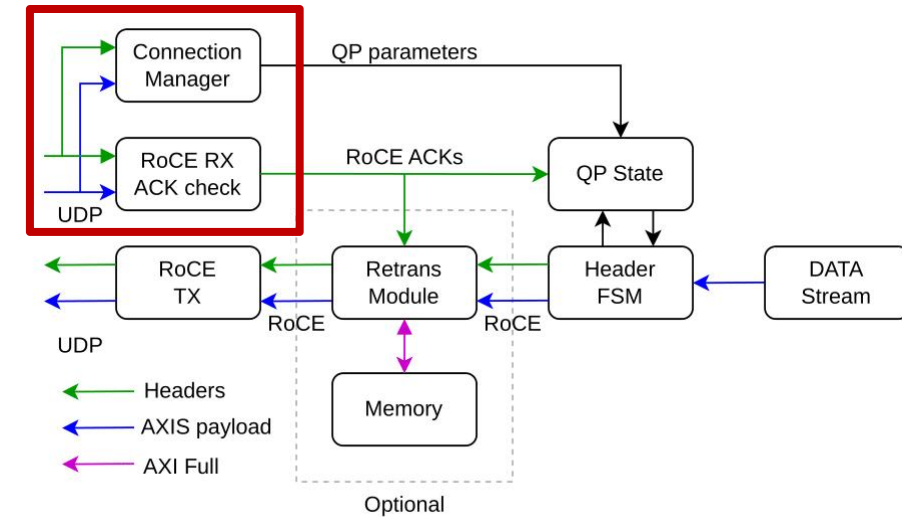 Connection
Manager
QP parameters
RoCE RX
ACK check
RoCE ACKs
QP State
UDP
RoCE
TX
Retrans
Module
Header
FSM
DATA
Stream
RoCE
RoCE
UDP
Headers
AXIS payload
AXI Full
Memory
Optional